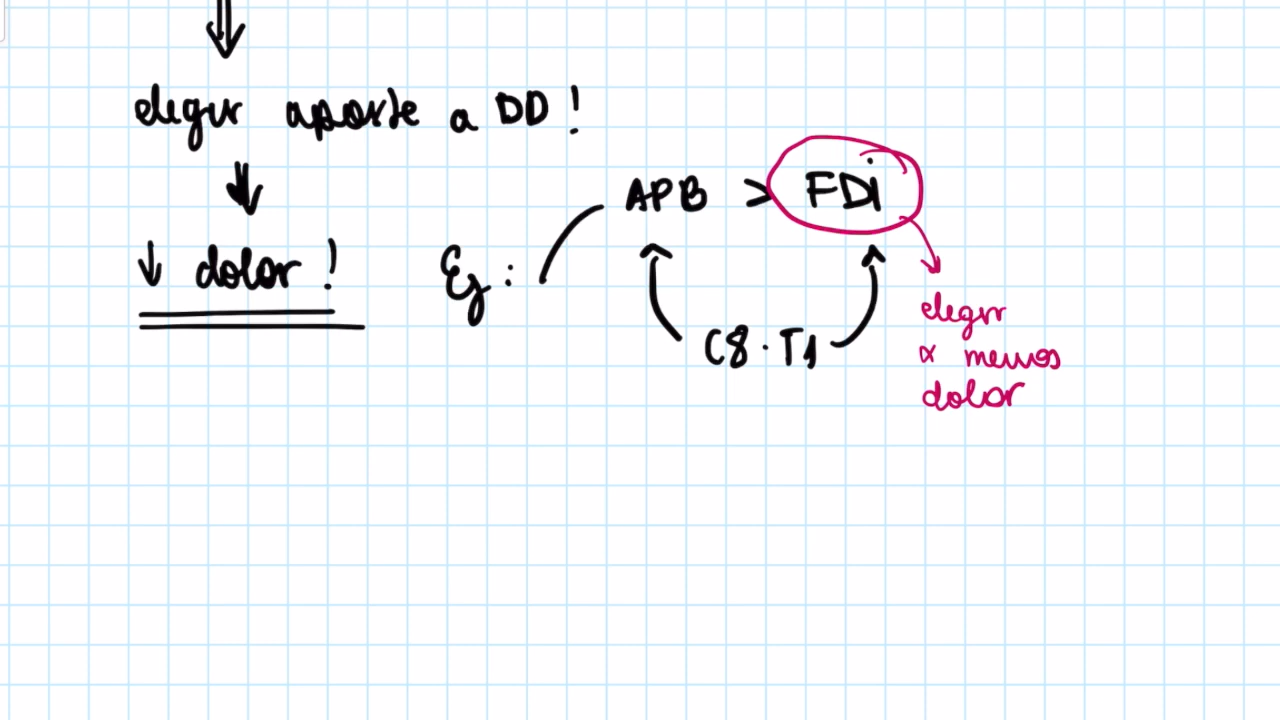 elegir aporte a DD!
↓ dolor!
Ej:
APB > FDi
C8 · T1
elegir
x menos
dolor